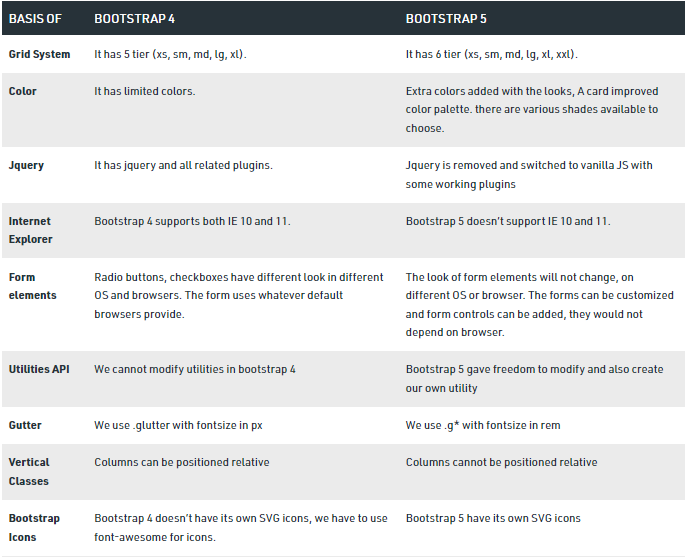 BASIS OF BOOTSTRAP 4 BOOTSTRAP 5
Grid System It has 5 tier (xs, sm, md, lg, xl). It has 6 tier (xs, sm, md, lg, xl, xxl).
Color It has limited colors. Extra colors added with the looks, A card improved
color palette. there are various shades available to
choose.
Jquery It has jquery and all related plugins. Jquery is removed and switched to vanilla JS with
some working plugins
Internet Bootstrap 4 supports both IE 10 and 11. Bootstrap 5 doesn't support IE 10 and 11.
Explorer
Form Radio buttons, checkboxes have different look in different The look of form elements will not change, on
elements OS and browsers. The form uses whatever default different OS or browser. The forms can be customized
browsers provide. and form controls can be added, they would not
depend on browser.
Utilities API We cannot modify utilities in bootstrap 4 Bootstrap 5 gave freedom to modify and also create
our own utility
Gutter We use .glutter with fontsize in px We use .g* with fontsize in rem
Vertical Columns can be positioned relative Columns cannot be positioned relative
Classes
Bootstrap Bootstrap 4 doesn't have its own SVG icons, we have to use Bootstrap 5 have its own SVG icons
Icons font-awesome for icons.